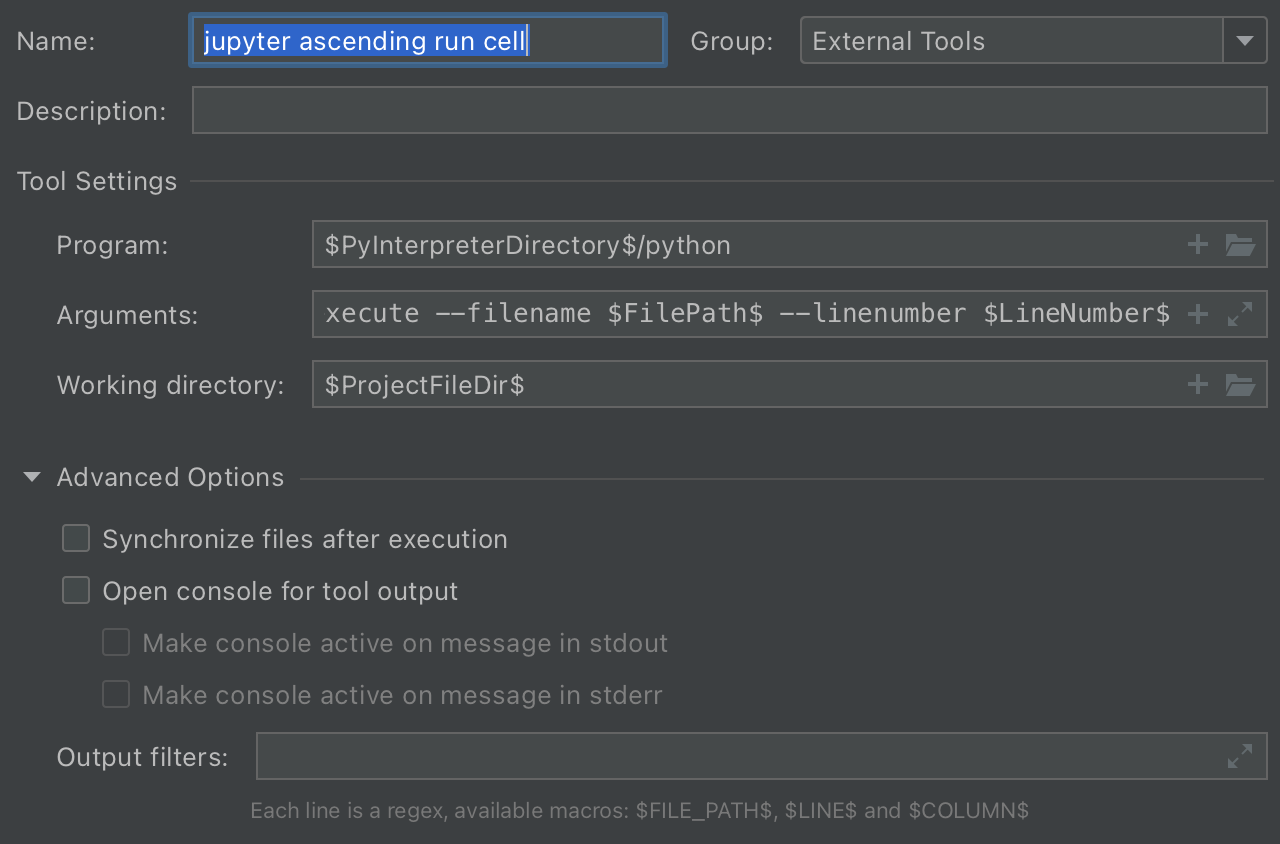 Name: jupyter ascending run cell Group: External Tools
Description:
Tool Settings
Program: $PyInterpreterDirectory$/python
Arguments: xecute --filename $FilePath$ --linenumber $LineNumber$
Working directory: $ProjectFileDir$
Advanced Options
Synchronize files after execution
Open console for tool output
Make console active on message in stdout
Make console active on message in stderr
Output filters:
Each line is a regex, available macros: $FILE_PATH$, $LINE$ and $COLUMN$